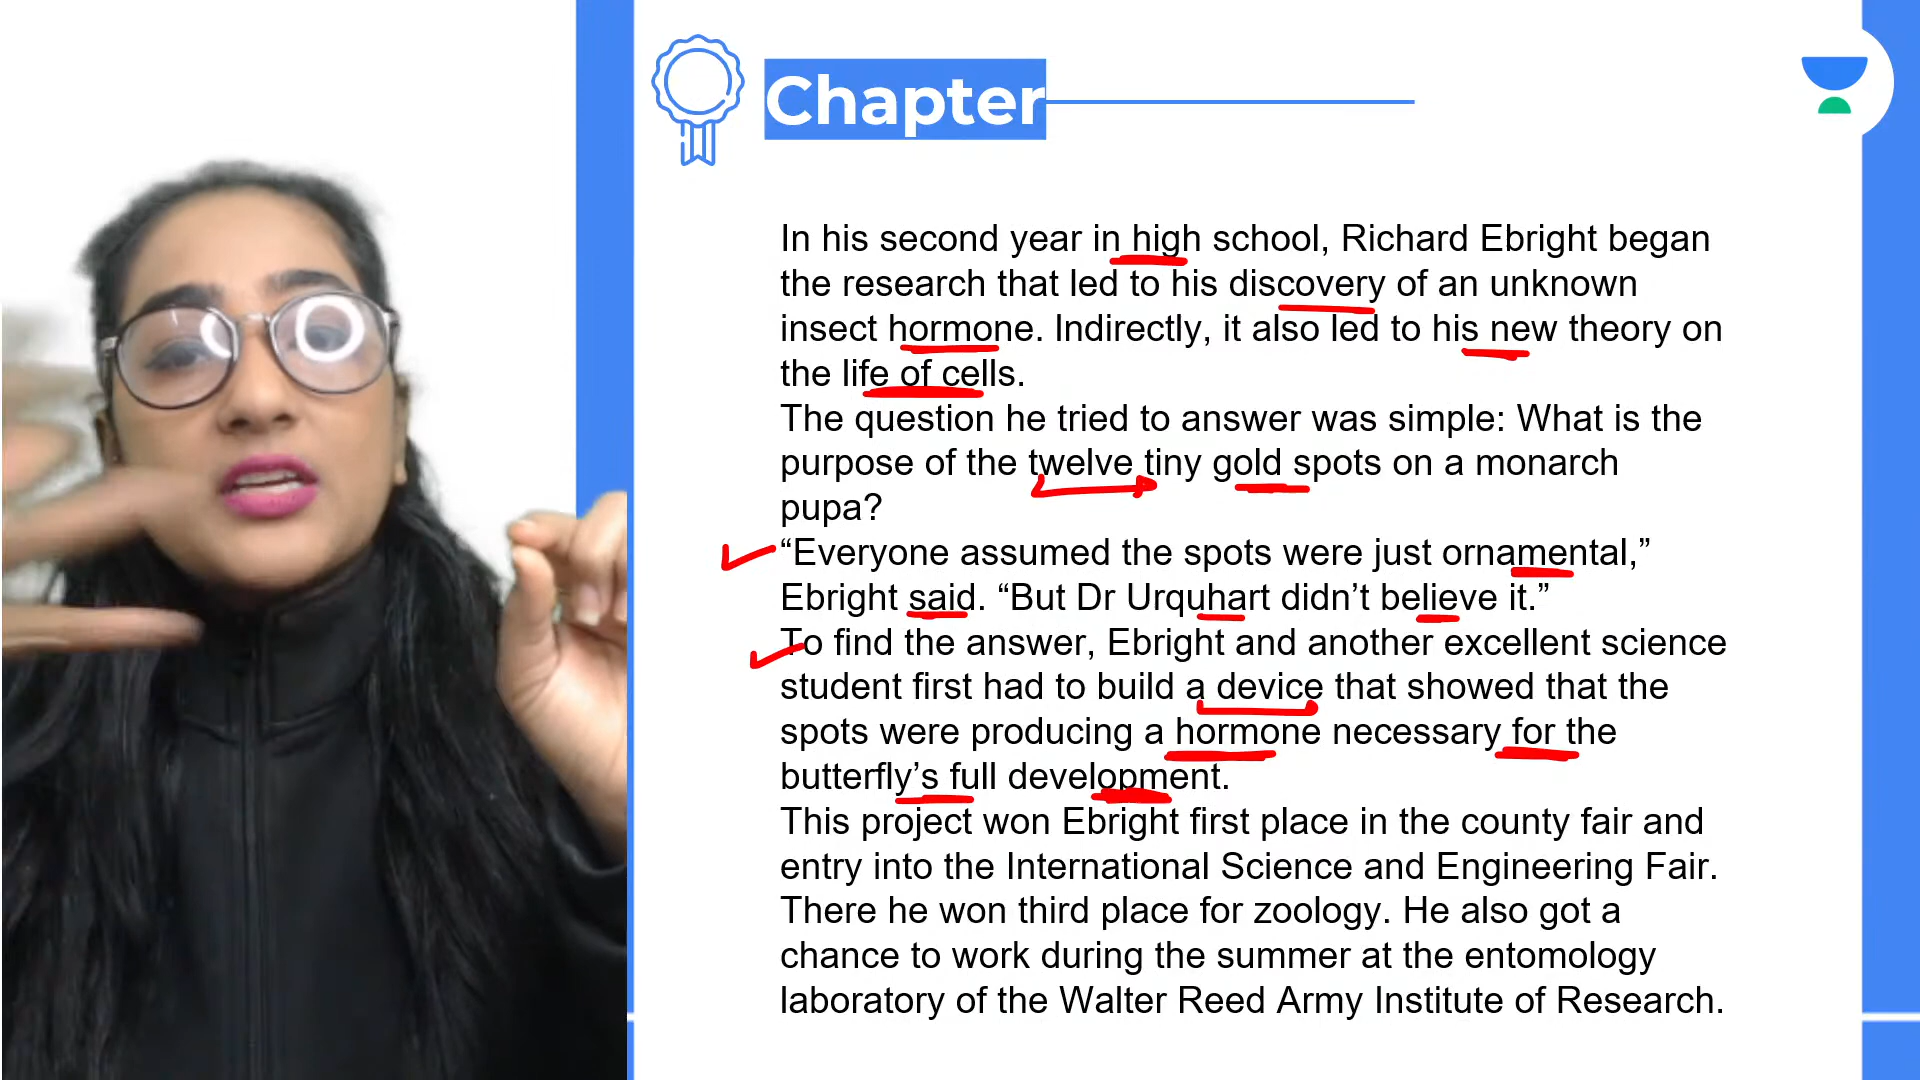 Chapter
In his second year in high school, Richard Ebright began
the research that led to his discovery of an unknown
insect hormone. Indirectly, it also led to his new theory on
the life of cells.
The question he tried to answer was simple: What is the
purpose of the twelve tiny gold spots on a monarch
pupa?
“Everyone assumed the spots were just ornamental,”
Ebright said. “But Dr Urquhart didn’t believe it.”
To find the answer, Ebright and another excellent science
student first had to build a device that showed that the
spots were producing a hormone necessary for the
butterfly’s full development.
This project won Ebright first place in the county fair and
entry into the International Science and Engineering Fair.
There he won third place for zoology. He also got a
chance to work during the summer at the entomology
laboratory of the Walter Reed Army Institute of Research.